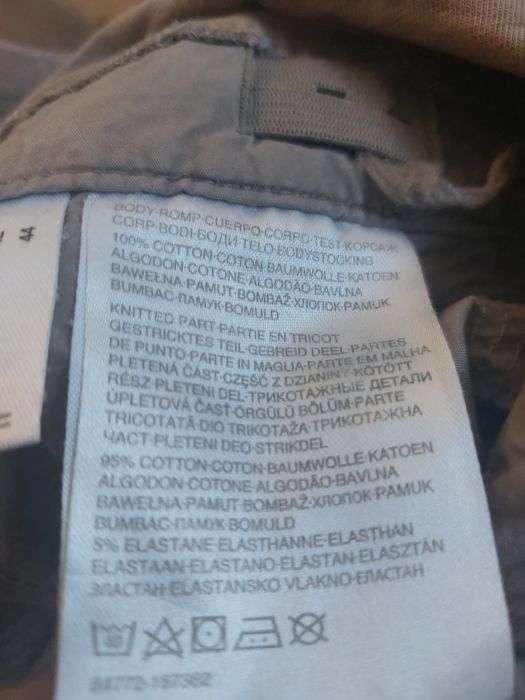 44
BODY·ROMP·CUERPO·CORPO·TEST·КОРСАЖ
CORP·BODI·БОДИ·TELO·BODYSTOCKING
100% COTTON·COTON·BAUMWOLLE·KATOEN
ALGODON·COTONE·ALGODÃO·BAVLNA
BAWEŁNA·PAMUT·BOMBAŽ·ХЛОПОК·PAMUK
BUMBAC·ПАМУК·BOMULD
KNITTED PART·PARTIE EN TRICOT
GESTRICKTES TEIL·GEBREID DEEL·PARTES
DE PUNTO·PARTE IN MAGLIA·PARTE EM MALHA
PLETENÁ ČÁST·CZĘŚĆ Z DZIANINY·KÖTÖTT
RÉSZ·PLETENI DEL·ТРИКОТАЖНЫЕ ДЕТАЛИ
ÚPLETOVÁ ČASŤ·ÖRGÜLÜ BÖLÜM·PARTE
TRICOTATĂ·DIO TRIKOTAŽA·ТРИКОТАЖНА
ЧАСТ·PLETENI DEO·STRIKDEL
95% COTTON·COTON·BAUMWOLLE·KATOEN
ALGODON·COTONE·ALGODÃO·BAVLNA
BAWEŁNA·PAMUT·BOMBAŽ·ХЛОПОК·PAMUK
BUMBAC·ПАМУК·BOMULD
5% ELASTANE·ELASTHANNE·ELASTHAN
ELASTAAN·ELASTANO·ELASTAN·ELASZTÁN
ЭЛАСТАН·ELASTANSKO VLAKNO·ЕЛАСТАН
40
84772-167362